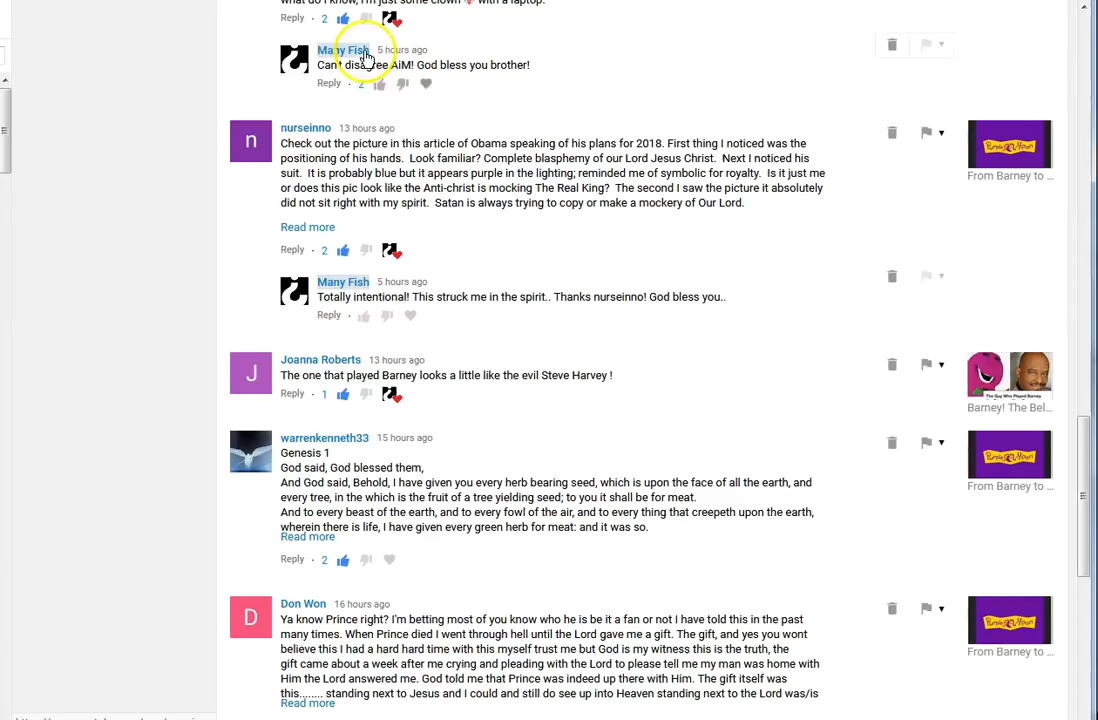 what do I know, I'm just some clown with a laptop.
Reply · 2
Many Fish 5 hours ago
Can't disagree AiM! God bless you brother!
Reply · 2
nurseinno 13 hours ago
Check out the picture in this article of Obama speaking of his plans for 2018. First thing I noticed was the
positioning of his hands. Look familiar? Complete blasphemy of our Lord Jesus Christ. Next I noticed his
suit. It is probably blue but it appears purple in the lighting; reminded me of symbolic for royalty. Is it just me
or does this pic look like the Anti-christ is mocking The Real King? The second I saw the picture it absolutely
did not sit right with my spirit. Satan is always trying to copy or make a mockery of Our Lord.
Read more
Reply · 2
Purple Moon
From Barney to ...
Many Fish 5 hours ago
Totally intentional! This struck me in the spirit.. Thanks nurseinno! God bless you..
Reply ·
Joanna Roberts 13 hours ago
The one that played Barney looks a little like the evil Steve Harvey !
Reply · 1
The Guy Who Played Barney
Barney! The Bel...
warrenkenneth33 15 hours ago
Genesis 1
God said, God blessed them,
And God said, Behold, I have given you every herb bearing seed, which is upon the face of all the earth, and
every tree, in the which is the fruit of a tree yielding seed; to you it shall be for meat.
And to every beast of the earth, and to every fowl of the air, and to every thing that creepeth upon the earth,
wherein there is life, I have given every green herb for meat: and it was so.
Read more
Reply · 2
Purple Moon
From Barney to ...
Don Won 16 hours ago
Ya know Prince right? I'm betting most of you know who he is be it a fan or not I have told this in the past
many times. When Prince died I went through hell until the Lord gave me a gift. The gift, and yes you wont
believe this I had a hard hard time with this myself trust me but God is my witness this is the truth, the
gift came about a week after me crying and pleading with the Lord to please tell me my man was home with
Him the Lord answered me. God told me that Prince was indeed up there with Him. The gift itself was
this........ standing next to Jesus and I could and still do see up into Heaven standing next to the Lord was/is
Read more
Purple Moon
From Barney to ...